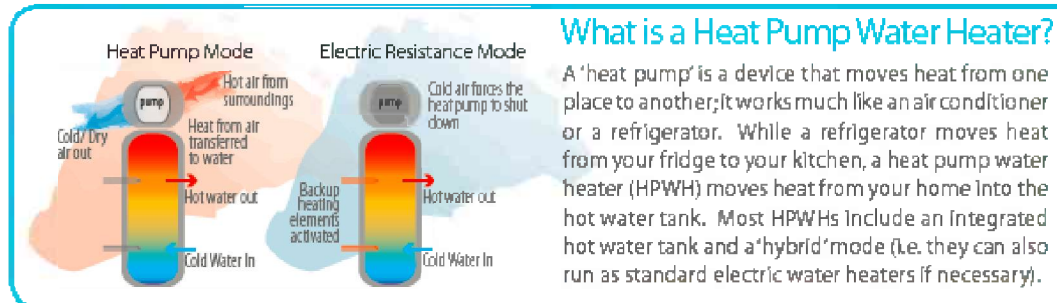 What is a Heat Pump Water Heater?
Heat Pump Mode
pump
Hot air from
surroundings
Cold/ Dry
air out
Heat from air
transferred
to water
Hot water out
Cold Water In
Electric Resistance Mode
pump
Cold air forces the
heat pump to shut
down
Backup
heating
elements
activated
Hot water out
Cold Water In
A 'heat pump' is a device that moves heat from one
place to another; it works much like an air conditioner
or a refrigerator. While a refrigerator moves heat
from your fridge to your kitchen, a heat pump water
heater (HPWH) moves heat from your home into the
hot water tank. Most HPWHs include an integrated
hot water tank and a 'hybrid' mode (i.e. they can also
run as standard electric water heaters if necessary).